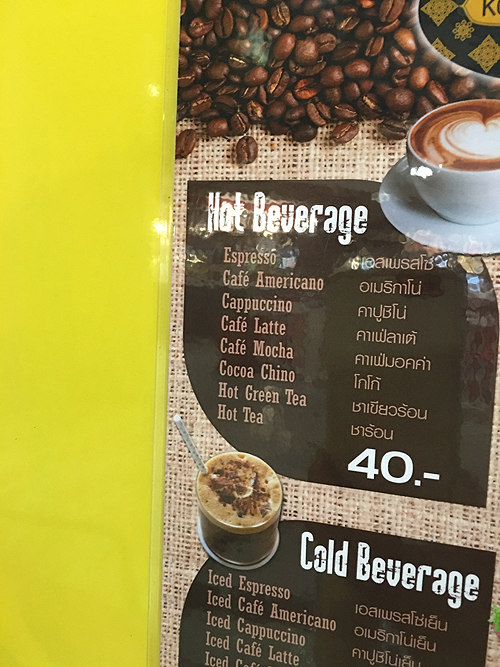 Hot Beverage
Espresso เอสเพรสโซ่
Café Americano อเมริกาโน่
Cappuccino คาปูชิโน่
Café Latte คาเฟ่ลาเต้
Café Mocha คาเฟ่มอคค่า
Cocoa Chino โกโก้
Hot Green Tea ชาเขียวร้อน
Hot Tea ชาร้อน
40.-
Cold Beverage
Iced Espresso เอสเพรสโซ่เย็น
Iced Café Americano อเมริกาโน่เย็น
Iced Cappuccino คาปูชิโน่เย็น
Iced Café Latte
Iced